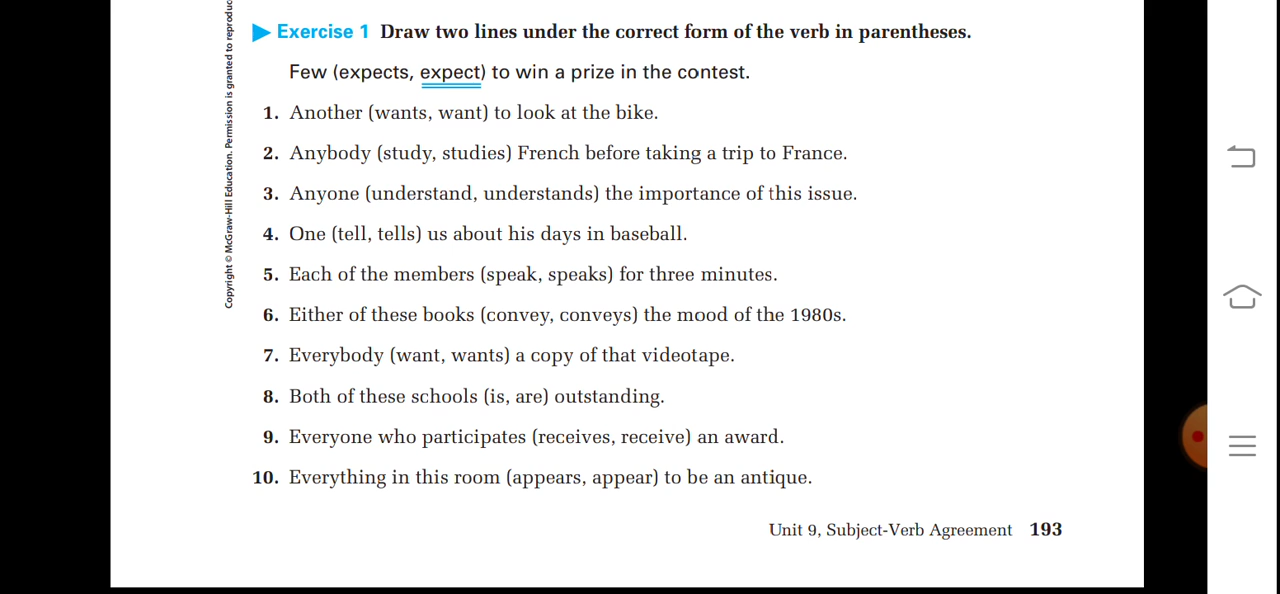 Copyright © McGraw-Hill Education. Permission is granted to reproduc
Exercise 1 Draw two lines under the correct form of the verb in parentheses.
Few (expects, expect) to win a prize in the contest.
1. Another (wants, want) to look at the bike.
2. Anybody (study, studies) French before taking a trip to France.
3. Anyone (understand, understands) the importance of this issue.
4. One (tell, tells) us about his days in baseball.
5. Each of the members (speak, speaks) for three minutes.
6. Either of these books (convey, conveys) the mood of the 1980s.
7. Everybody (want, wants) a copy of that videotape.
8. Both of these schools (is, are) outstanding.
9. Everyone who participates (receives, receive) an award.
10. Everything in this room (appears, appear) to be an antique.
Unit 9, Subject-Verb Agreement 193